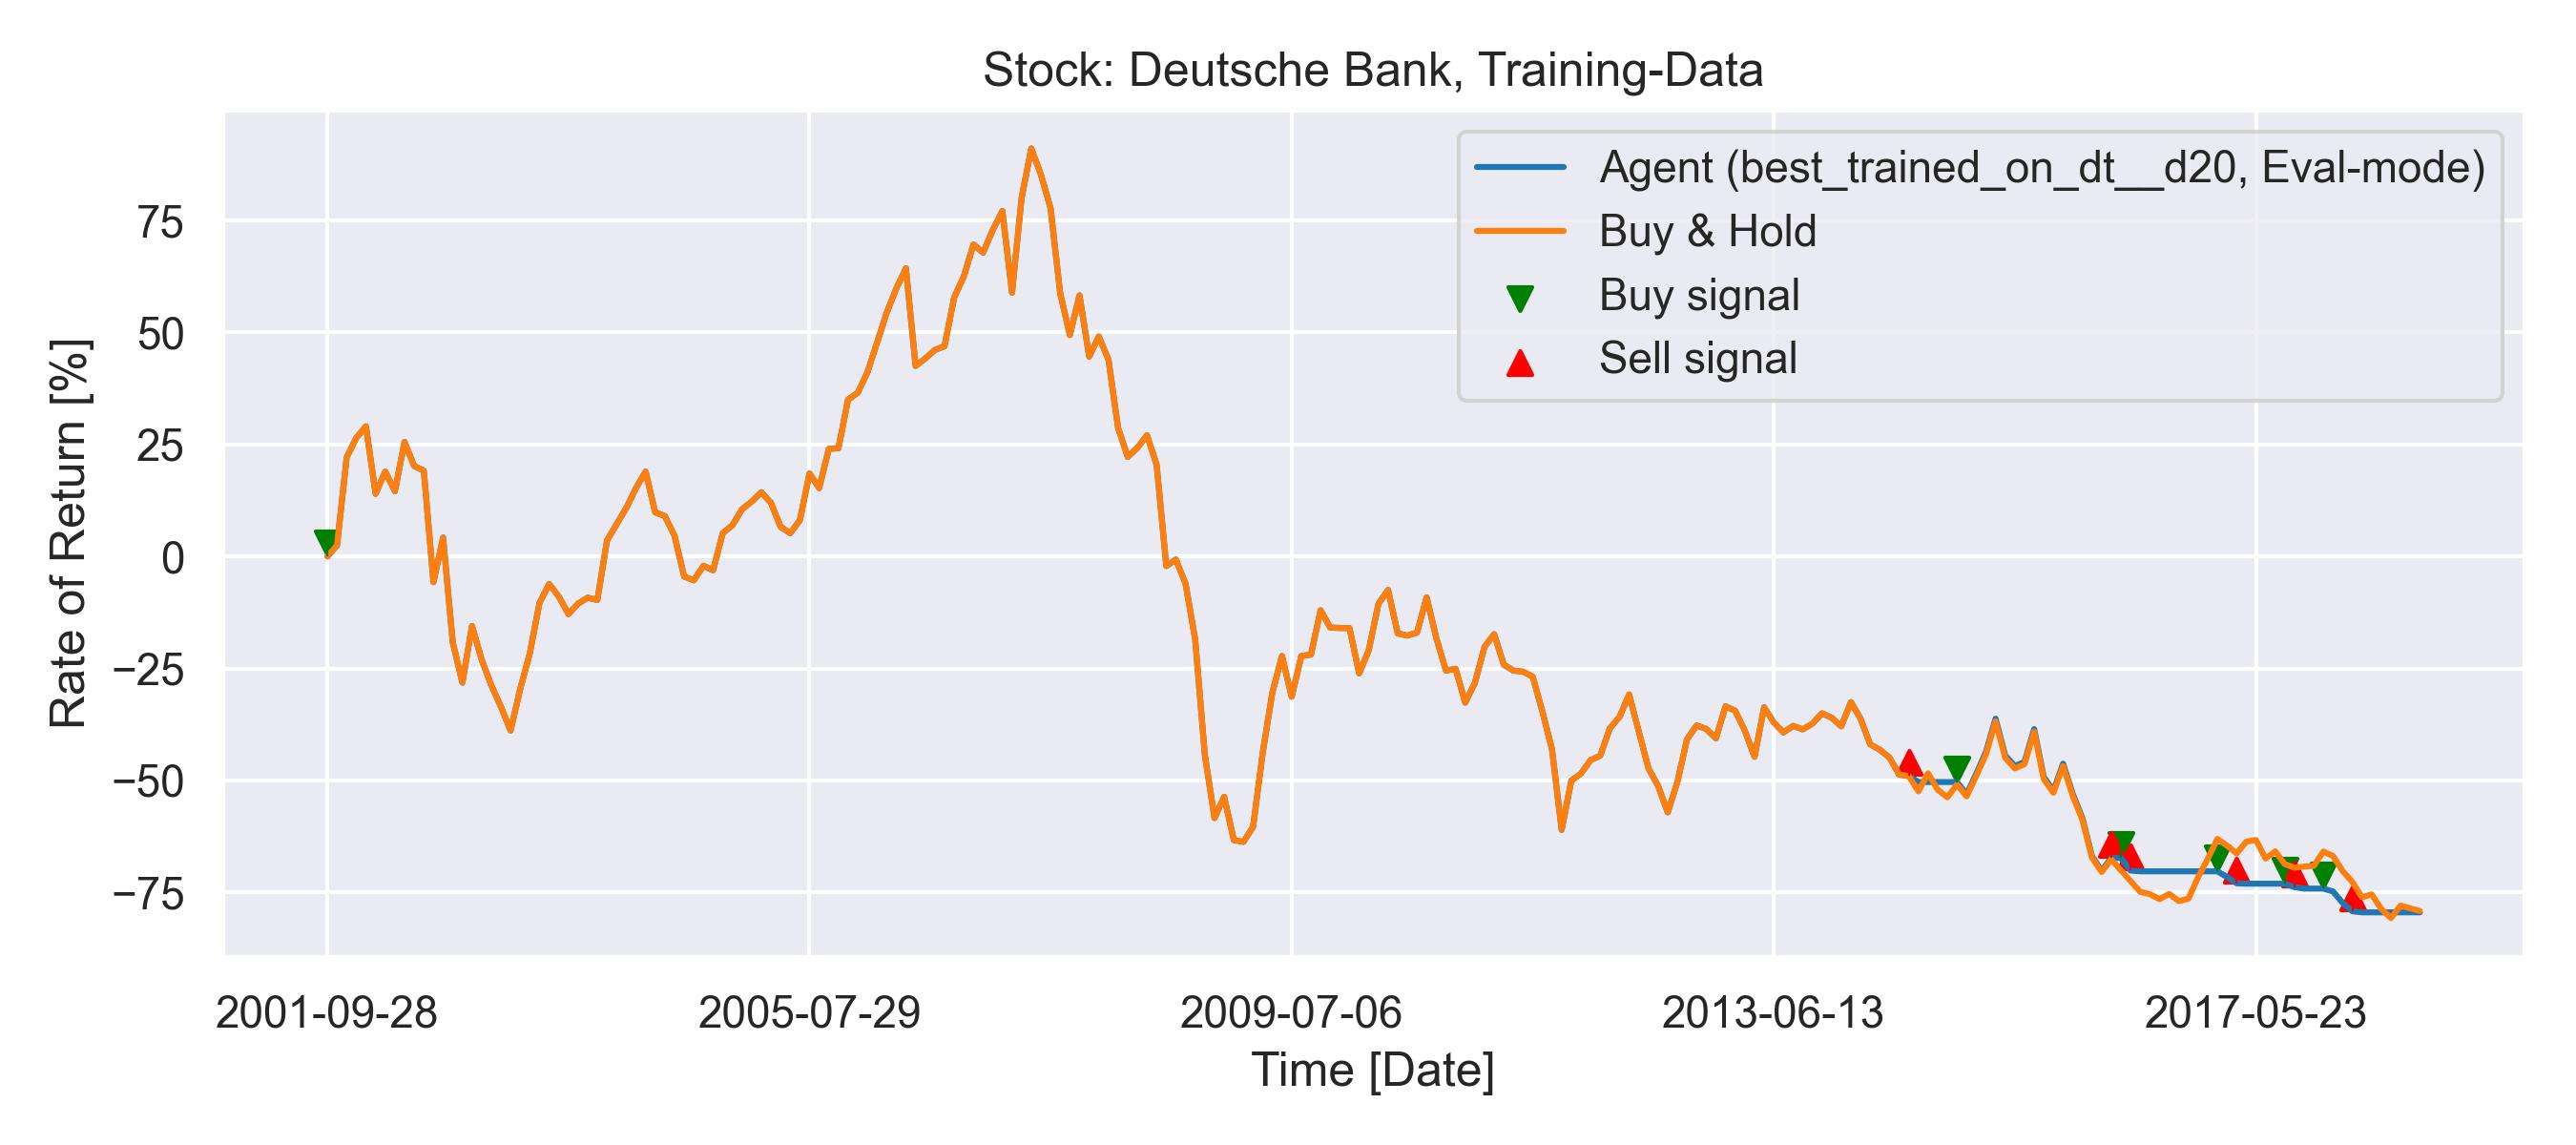 Stock: Deutsche Bank, Training-Data
Agent (best_trained_on_dt__d20, Eval-mode)
Buy & Hold
Buy signal
Sell signal
Rate of Return [%]
75
50
25
0
−25
−50
−75
2001-09-28 2005-07-29 2009-07-06 2013-06-13 2017-05-23
Time [Date]